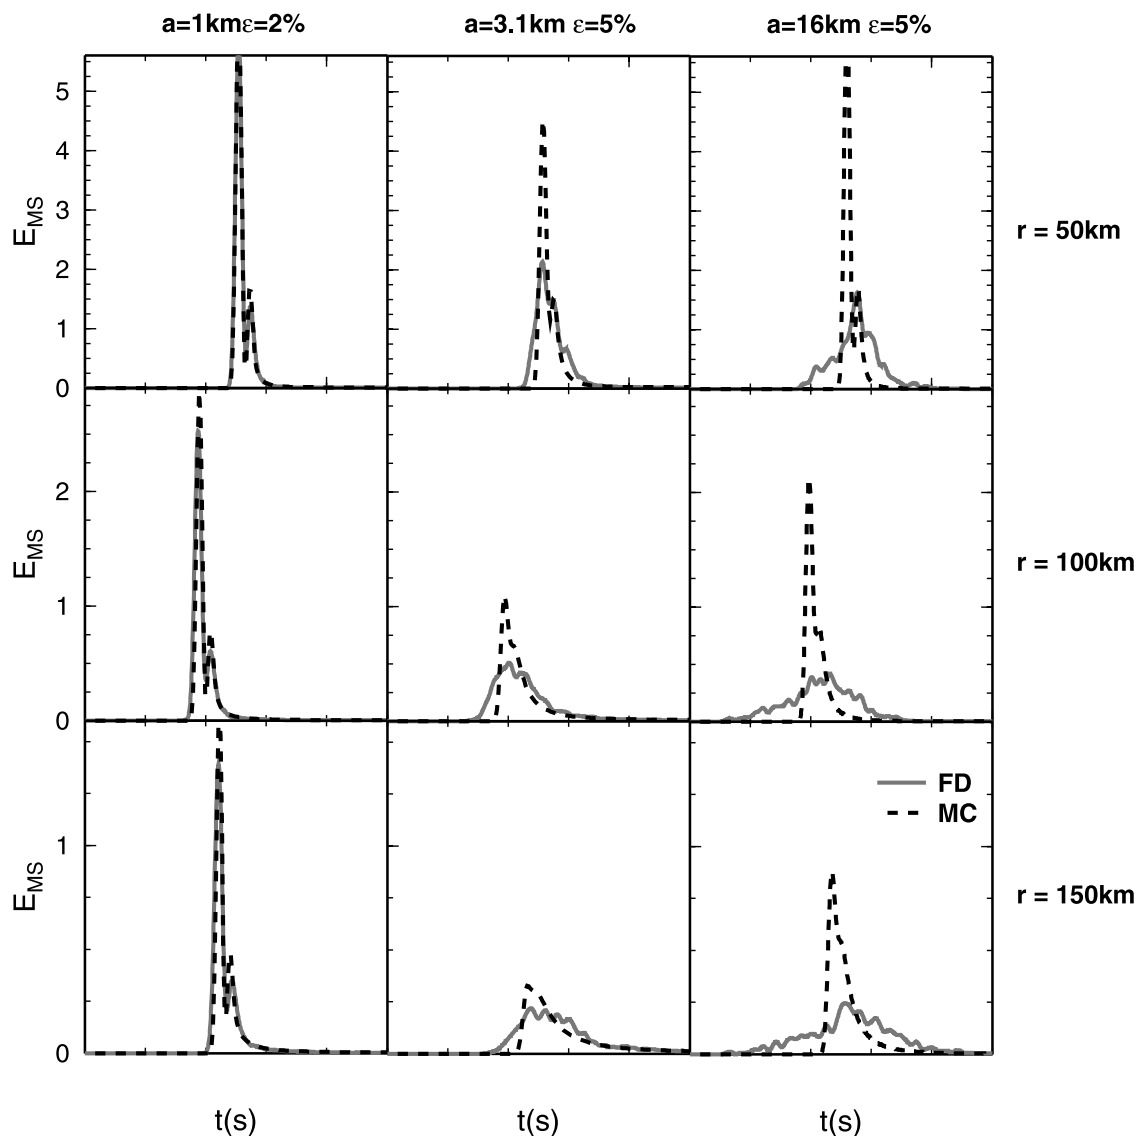 a=1kmε=2% a=3.1km ε=5% a=16km ε=5%
5
4
3
2
1
0
E_MS
r = 50km
2
1
0
E_MS
r = 100km
1
0
E_MS
FD
MC
r = 150km
t(s) t(s) t(s)